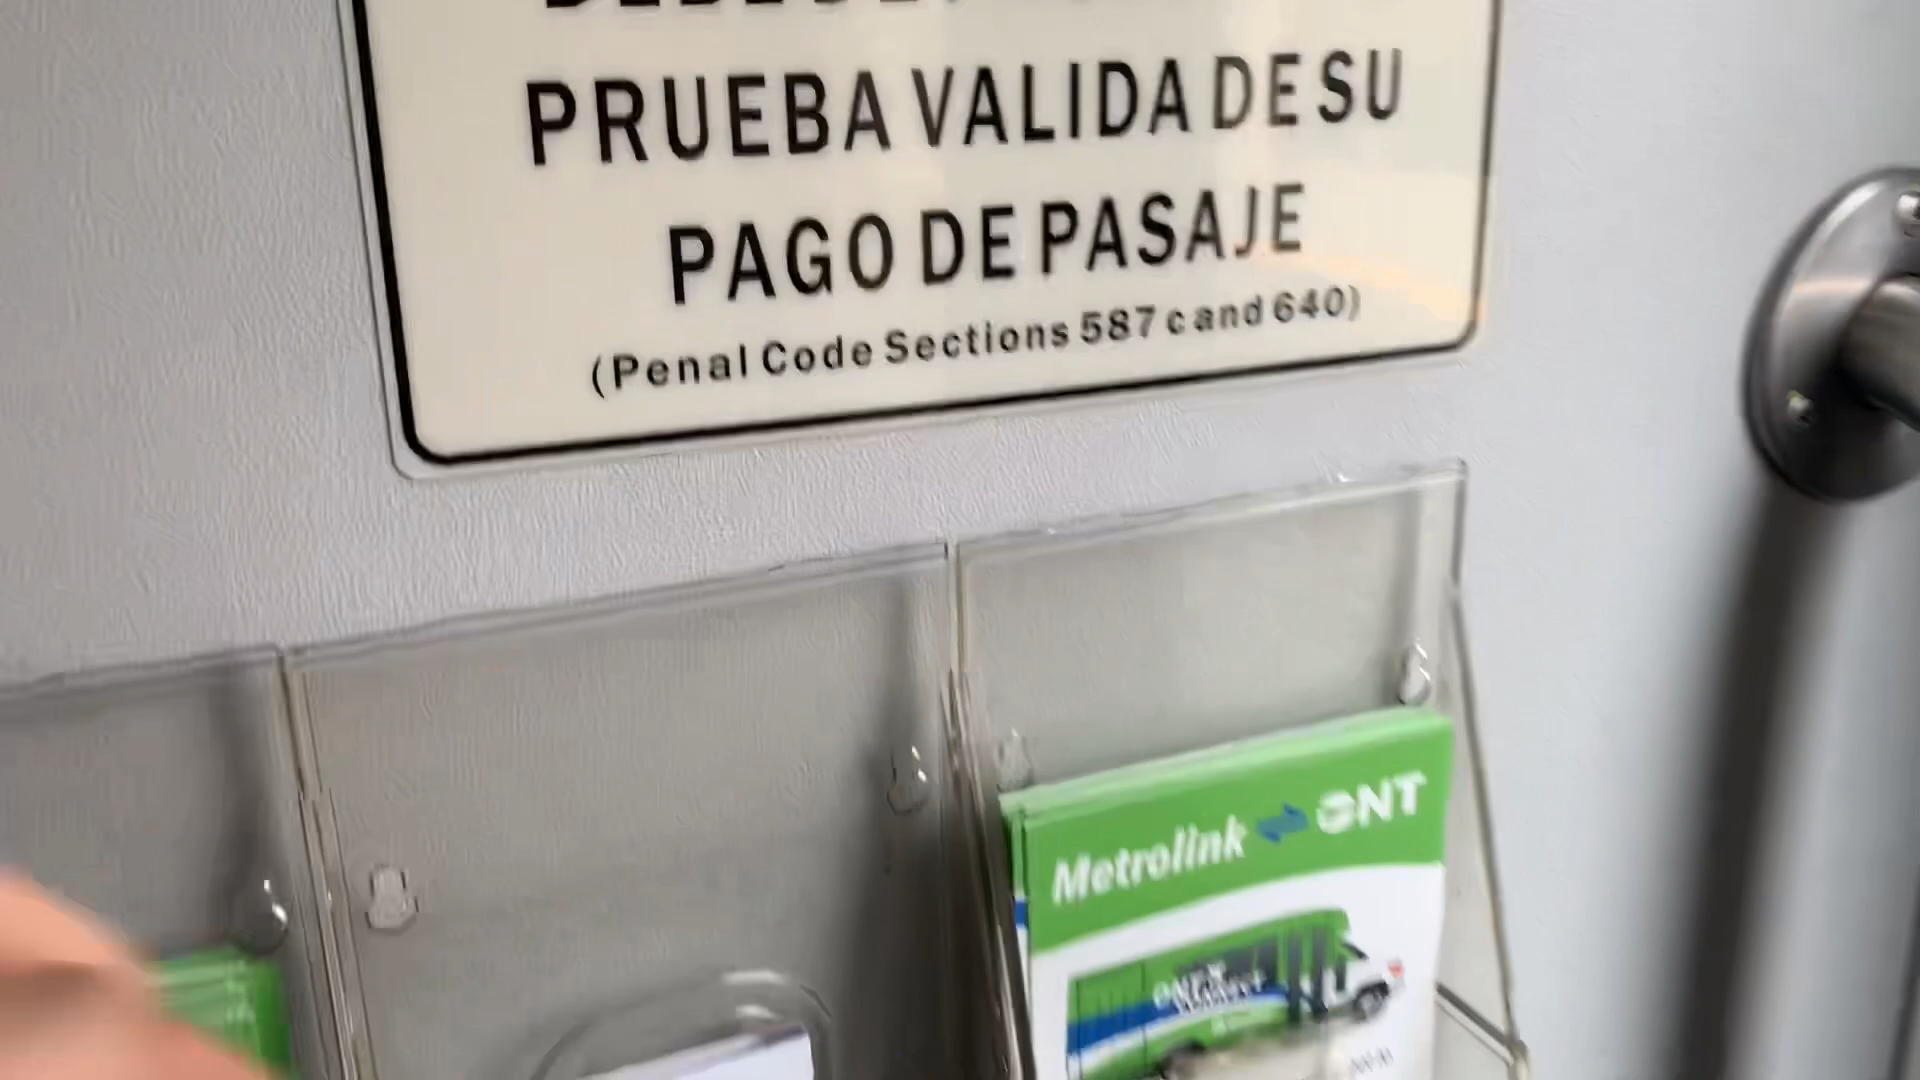 PRUEBA VALIDA DE SU
PAGO DE PASAJE
(Penal Code Sections 587 c and 640)
Metrolink ONT